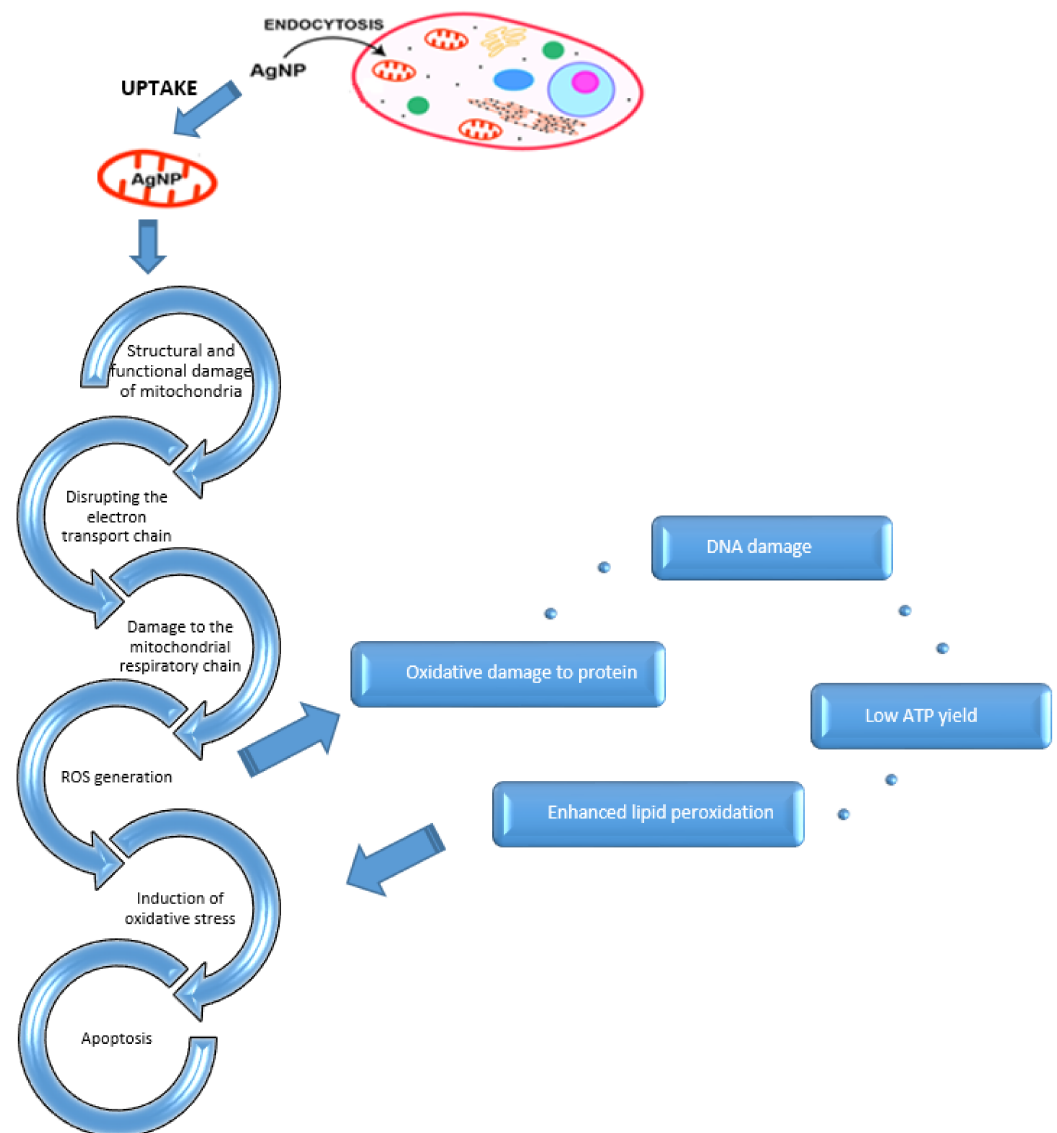 ENDOCYTOSIS
AgNP
UPTAKE
AgNP
Structural and
functional damage
of mitochondria
Disrupting the
electron
transport chain
Damage to the
mitochondrial
respiratory chain
ROS generation
Induction of
oxidative stress
Apoptosis
DNA damage
Oxidative damage to protein
Low ATP yield
Enhanced lipid peroxidation